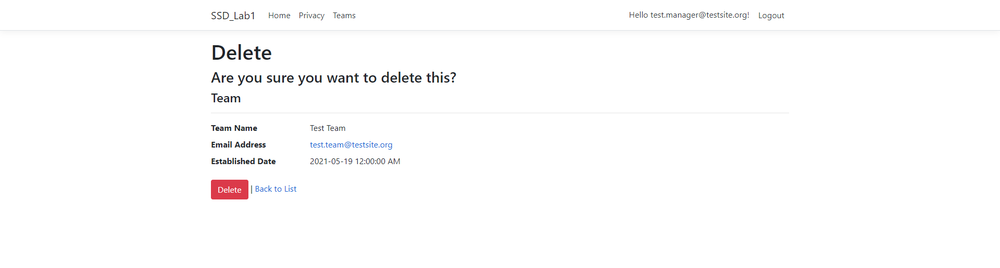 SSD_Lab1 Home Privacy Teams Hello test.manager@testsite.org! Logout
Delete
Are you sure you want to delete this?
Team
Team Name Test Team
Email Address test.team@testsite.org
Established Date 2021-05-19 12:00:00 AM
Delete | Back to List